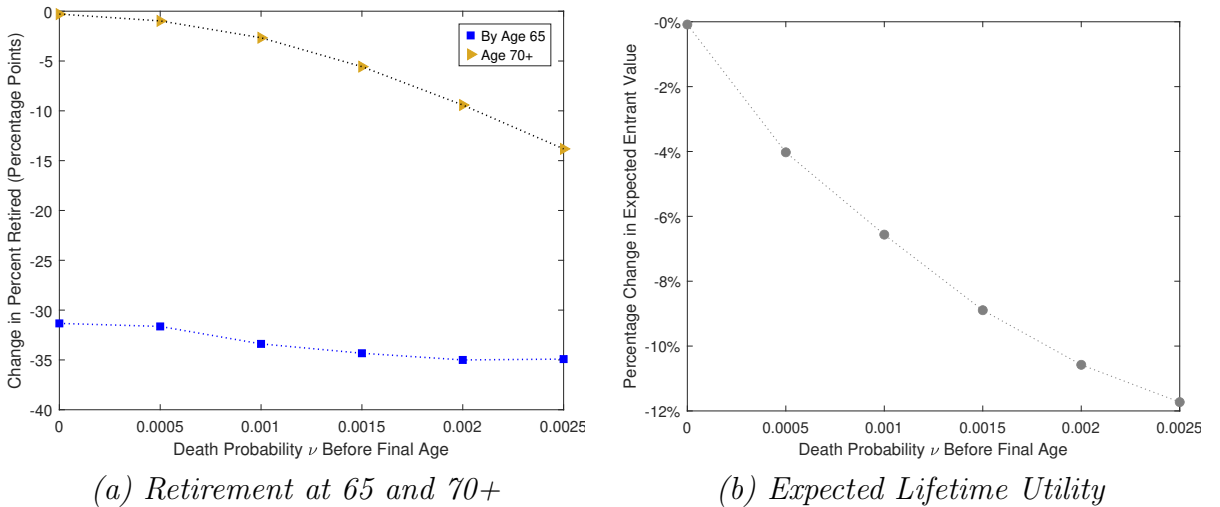 Change in Percent Retired (Percentage Points)
0
-5
-10
-15
-20
-25
-30
-35
-40
By Age 65
Age 70+
0 0.0005 0.001 0.0015 0.002 0.0025
Death Probability ν Before Final Age
(a) Retirement at 65 and 70+
Percentage Change in Expected Entrant Value
-0%
-2%
-4%
-6%
-8%
-10%
-12%
0 0.0005 0.001 0.0015 0.002 0.0025
Death Probability ν Before Final Age
(b) Expected Lifetime Utility